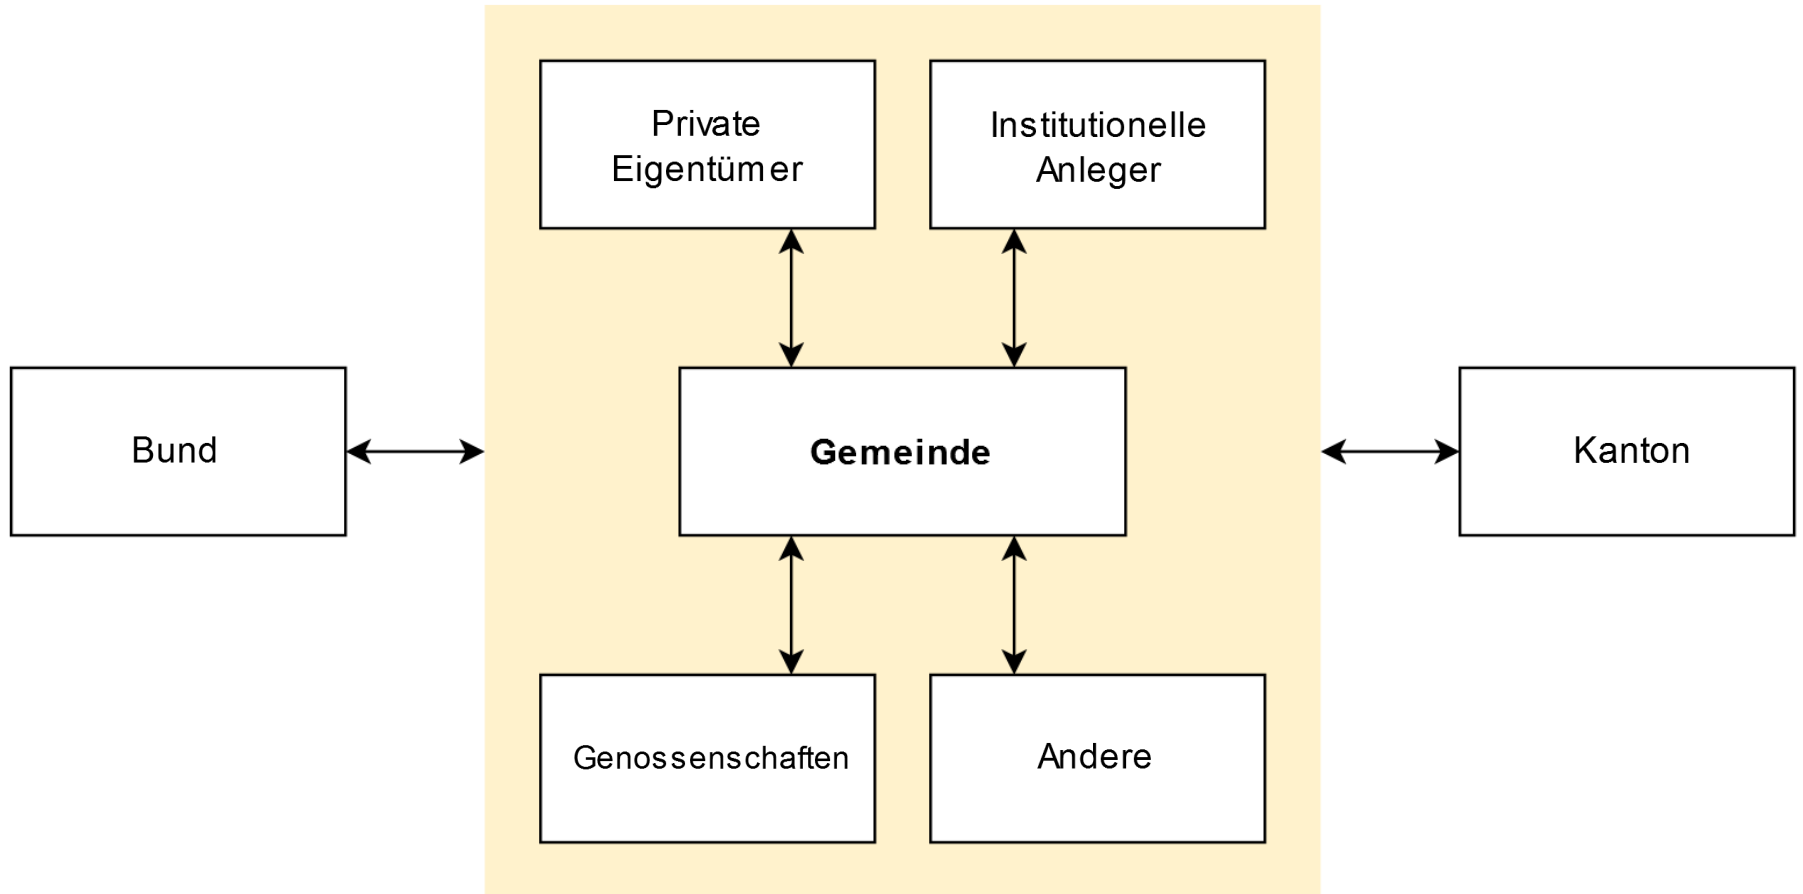 Private
Eigentümer
Institutionelle
Anleger
Bund
Gemeinde
Kanton
Genossenschaften
Andere